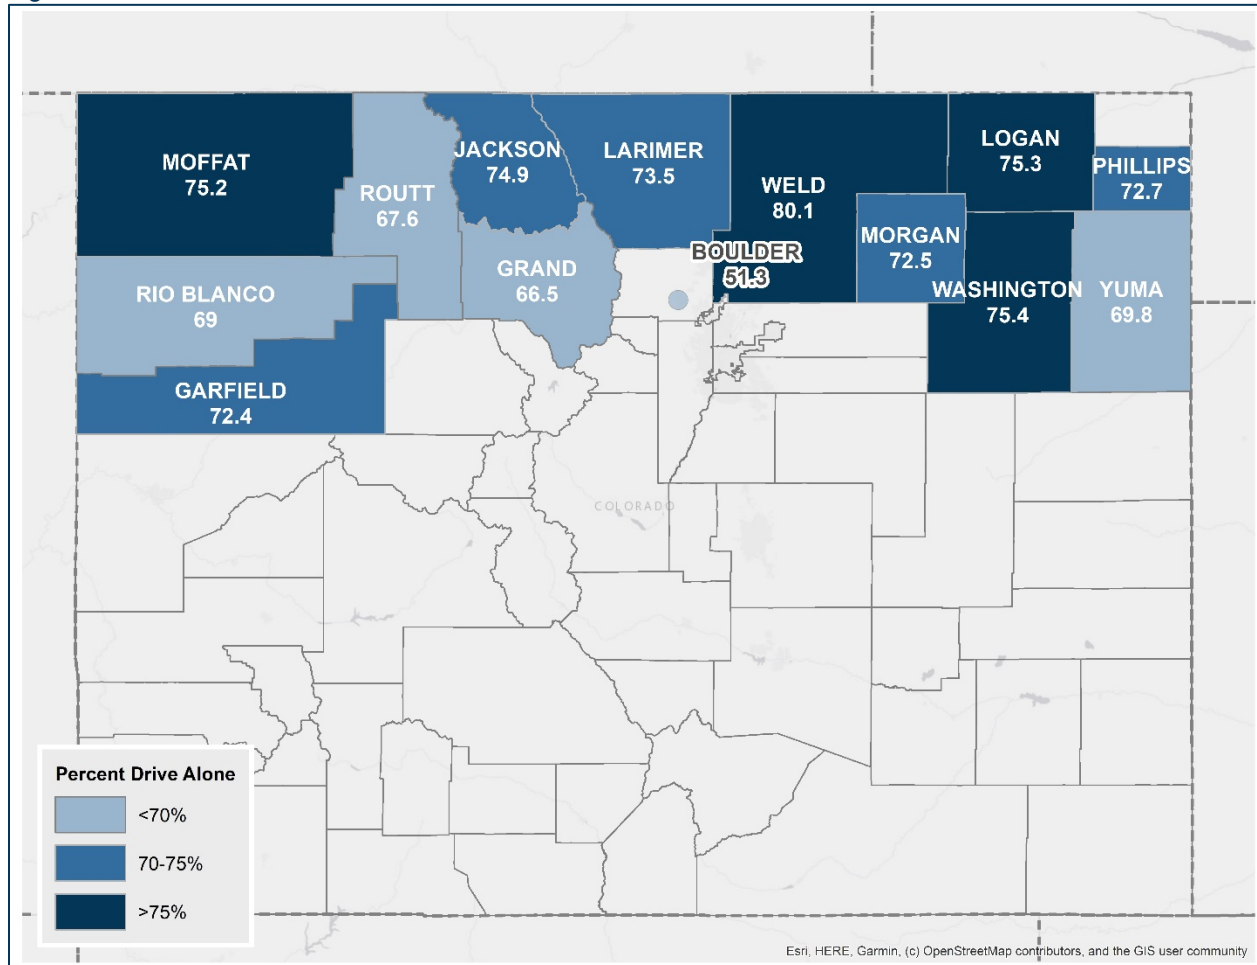 MOFFAT
75.2
ROUTT
67.6
JACKSON
74.9
LARIMER
73.5
WELD
80.1
LOGAN
75.3
PHILLIPS
72.7
MORGAN
72.5
BOULDER
51.3
GRAND
66.5
RIO BLANCO
69
WASHINGTON
75.4
YUMA
69.8
GARFIELD
72.4
COLORADO
Percent Drive Alone
<70%
70-75%
>75%
Esri, HERE, Garmin, (c) OpenStreetMap contributors, and the GIS user community